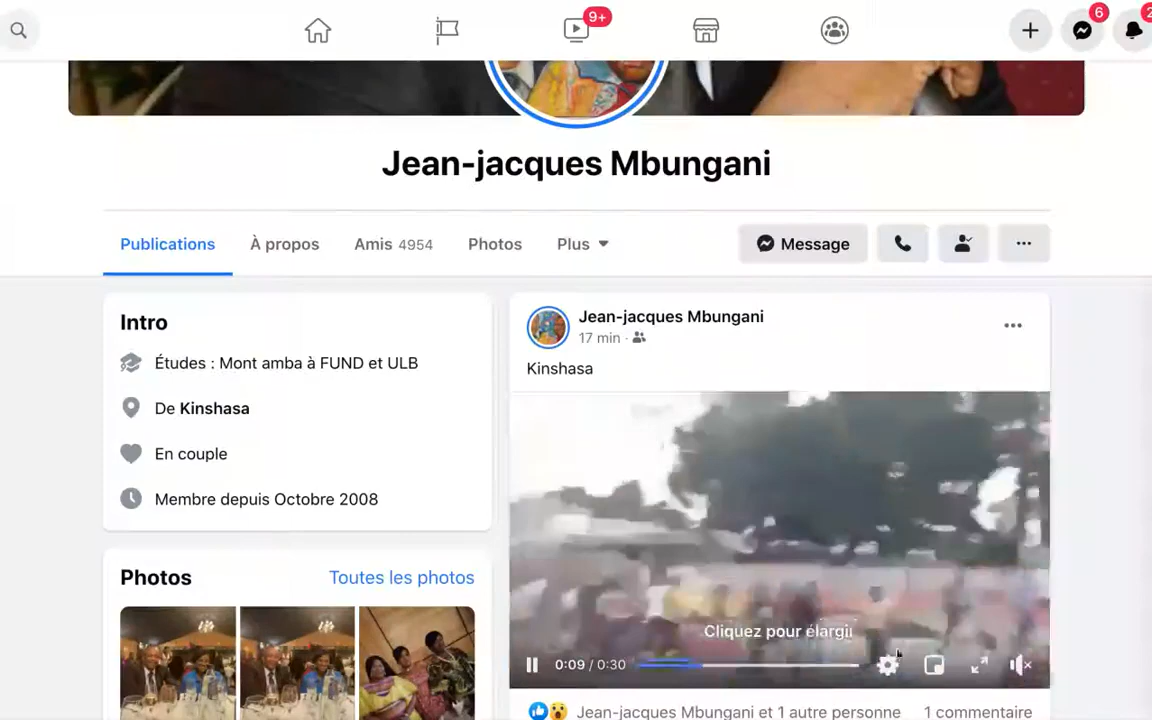 9+
6
2
Jean-jacques Mbungani
Publications
À propos
Amis 4954
Photos
Plus
Message
Intro
Études : Mont amba à FUND et ULB
De Kinshasa
En couple
Membre depuis Octobre 2008
Photos
Toutes les photos
Jean-jacques Mbungani
17 min ·
Kinshasa
Cliquez pour élargir
0:09 / 0:30
Jean-jacques Mbungani et 1 autre personne
1 commentaire